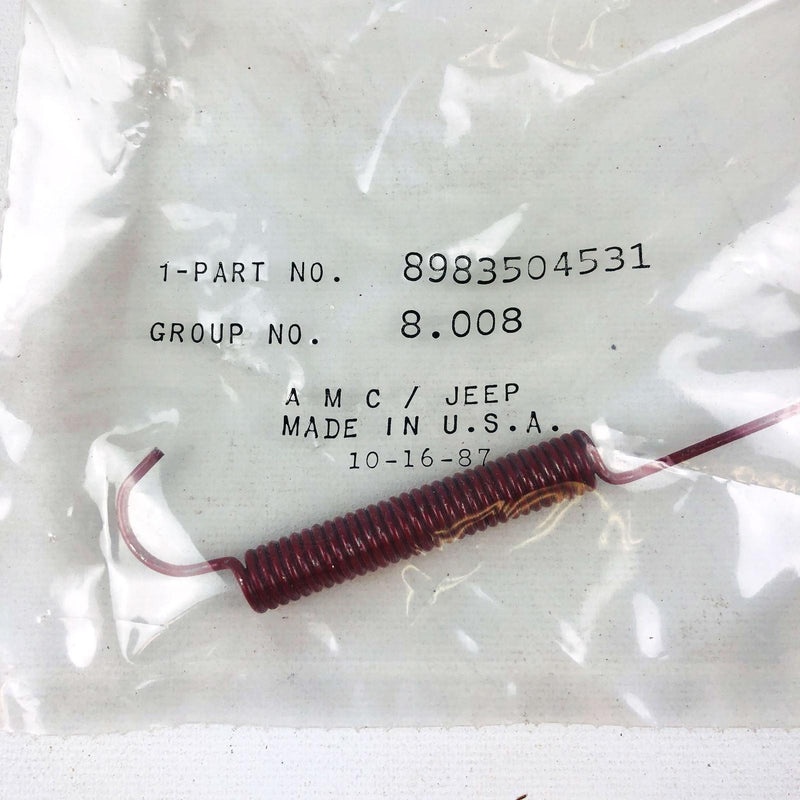 1-PART NO. 8983504531
GROUP NO. 8.008
A M C / JEEP
MADE IN U.S.A.
10-16-87